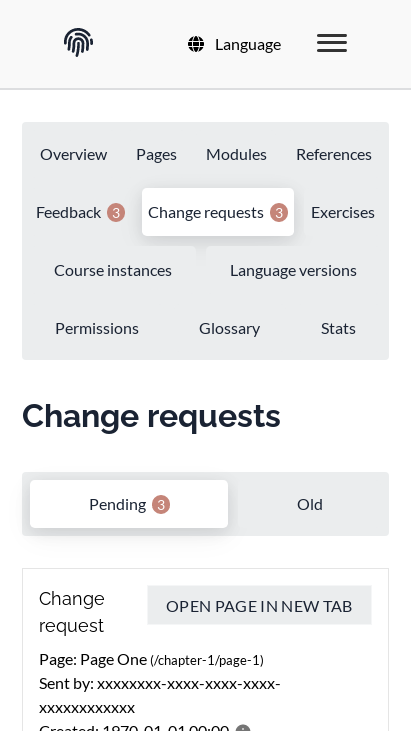 Language
Overview Pages Modules References
Feedback 3 Change requests 3 Exercises
Course instances Language versions
Permissions Glossary Stats
Change requests
Pending 3 Old
Change request OPEN PAGE IN NEW TAB
Page: Page One (/chapter-1/page-1)
Sent by: xxxxxxxx-xxxx-xxxx-xxxx-
xxxxxxxxxxxx
Created: 1970-01-01 00:00